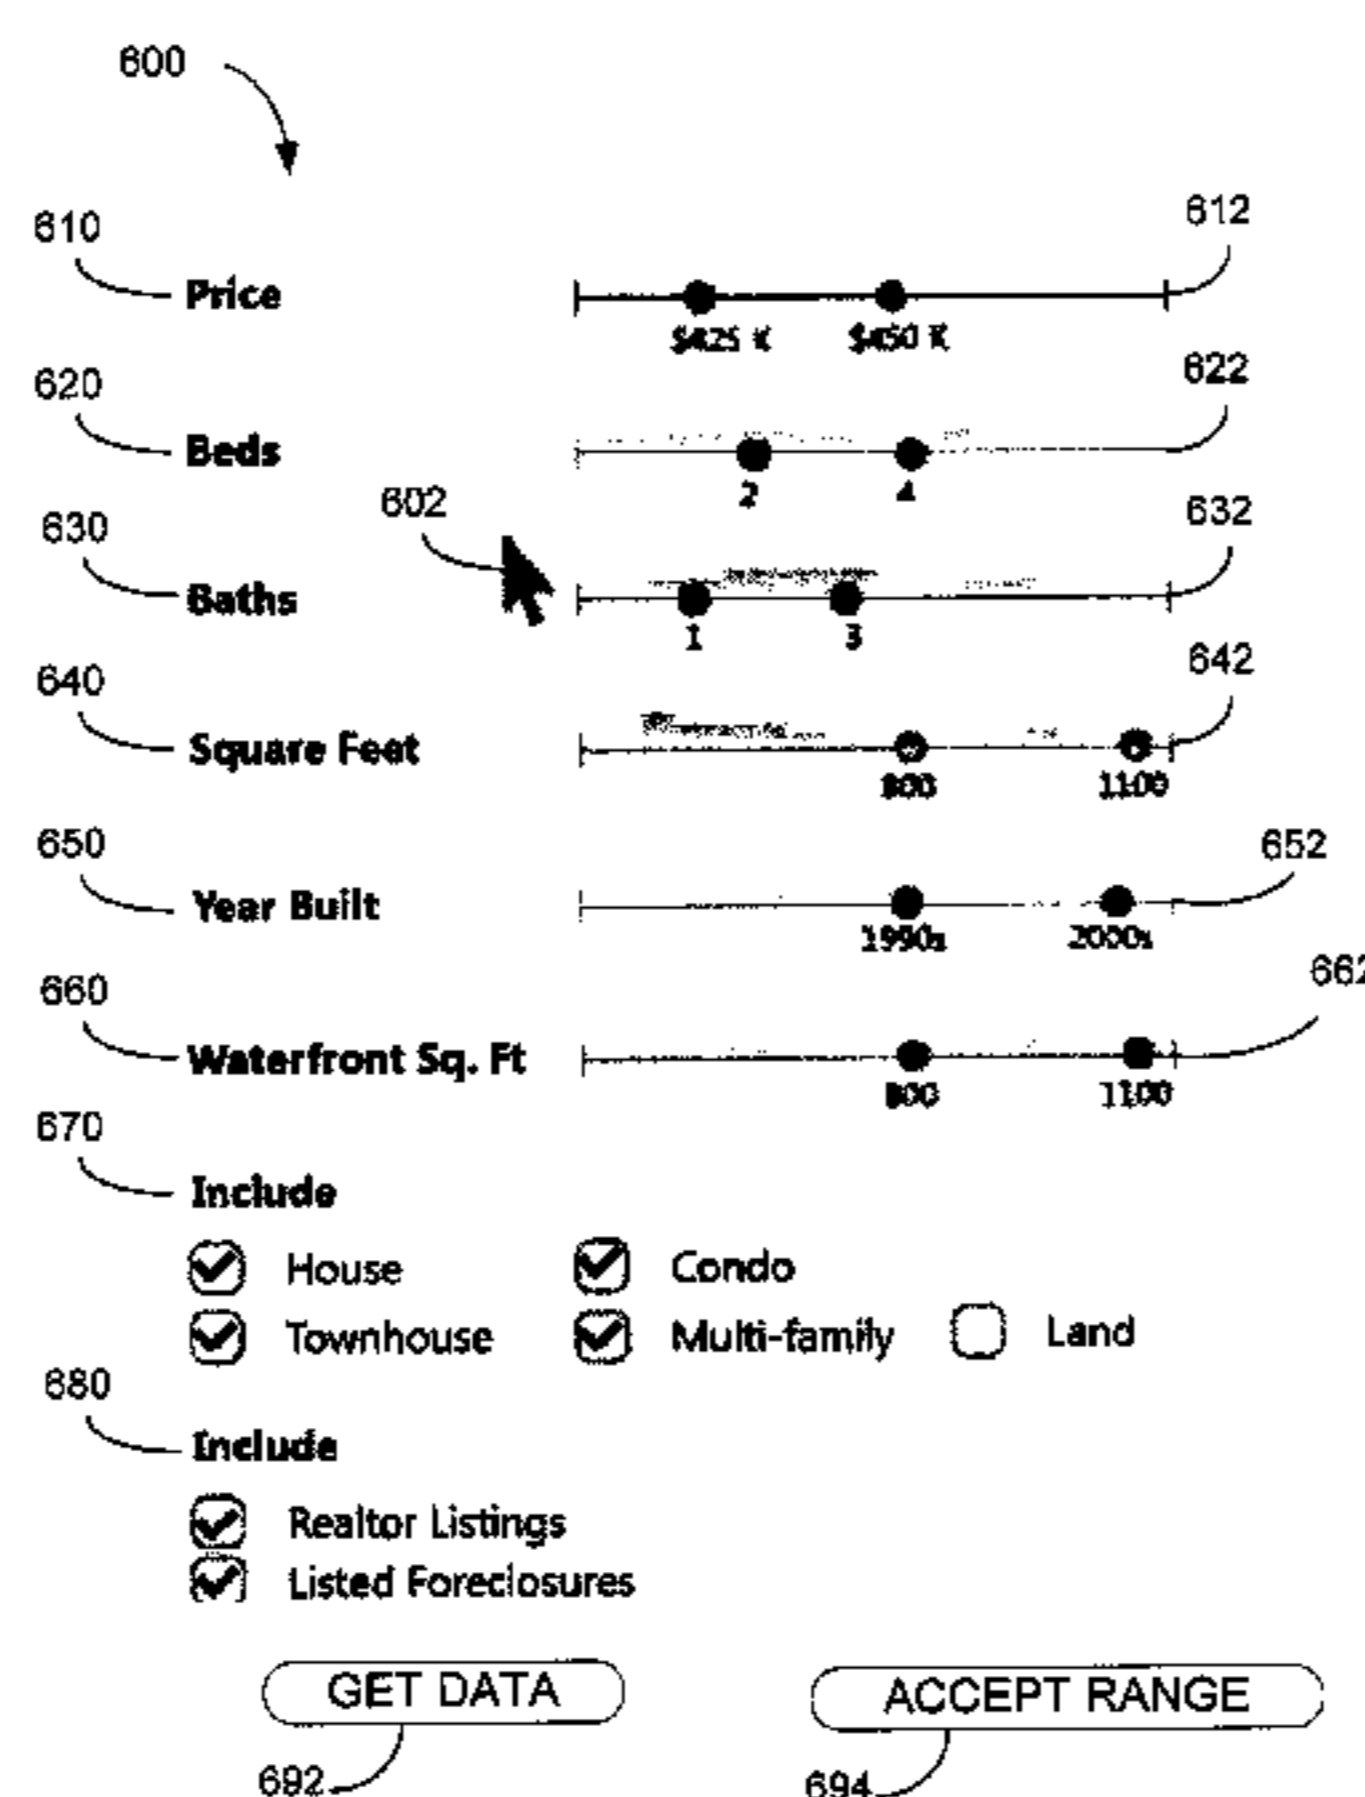 600
610
612
Price
$425 K $450 K
620
622
Beds
2 4
602
630
632
Baths
1 3
640
642
Square Feet
800 1100
650
652
Year Built
1990s 2000s
660
662
Waterfront Sq. Ft
800 1100
670
Include
House Condo
Townhouse Multi-family Land
680
Include
Realtor Listings
Listed Foreclosures
GET DATA ACCEPT RANGE
692 694